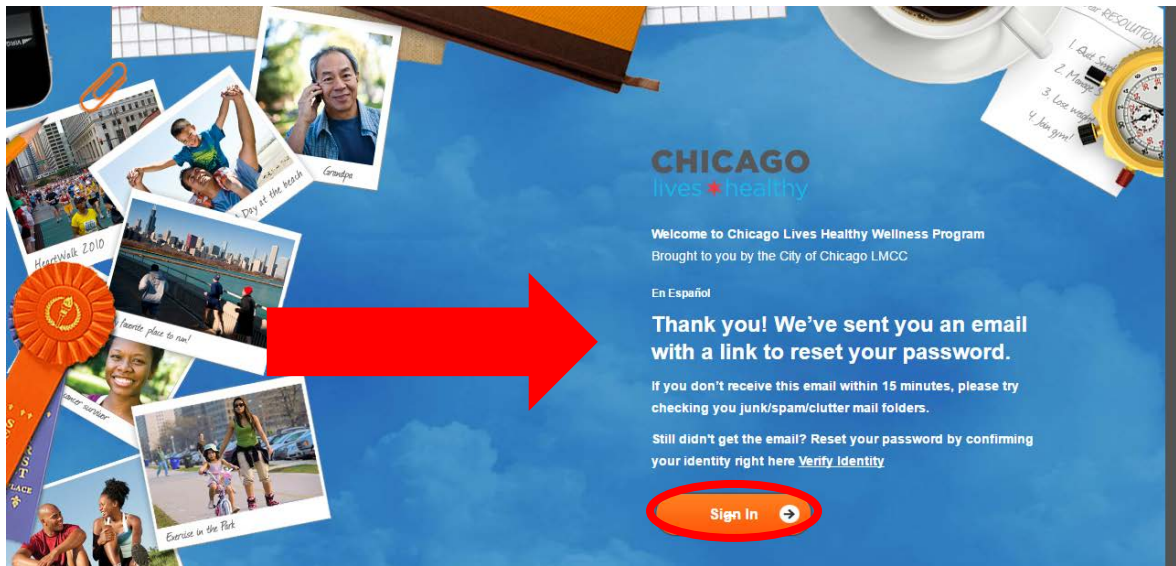 RESOLUTION
1. Quit
2. Manage
3. Lose weight
4. Join gym!
Grandpa
Day at the beach
HeartWalk 2010
favorite place to run!
cancer survivor
Exercise in the Park
PLACE
CHICAGO
lives healthy
Welcome to Chicago Lives Healthy Wellness Program
Brought to you by the City of Chicago LMCC
En Español
Thank you! We've sent you an email
with a link to reset your password.
If you don't receive this email within 15 minutes, please try
checking you junk/spam/clutter mail folders.
Still didn't get the email? Reset your password by confirming
your identity right here Verify Identity
Sign In